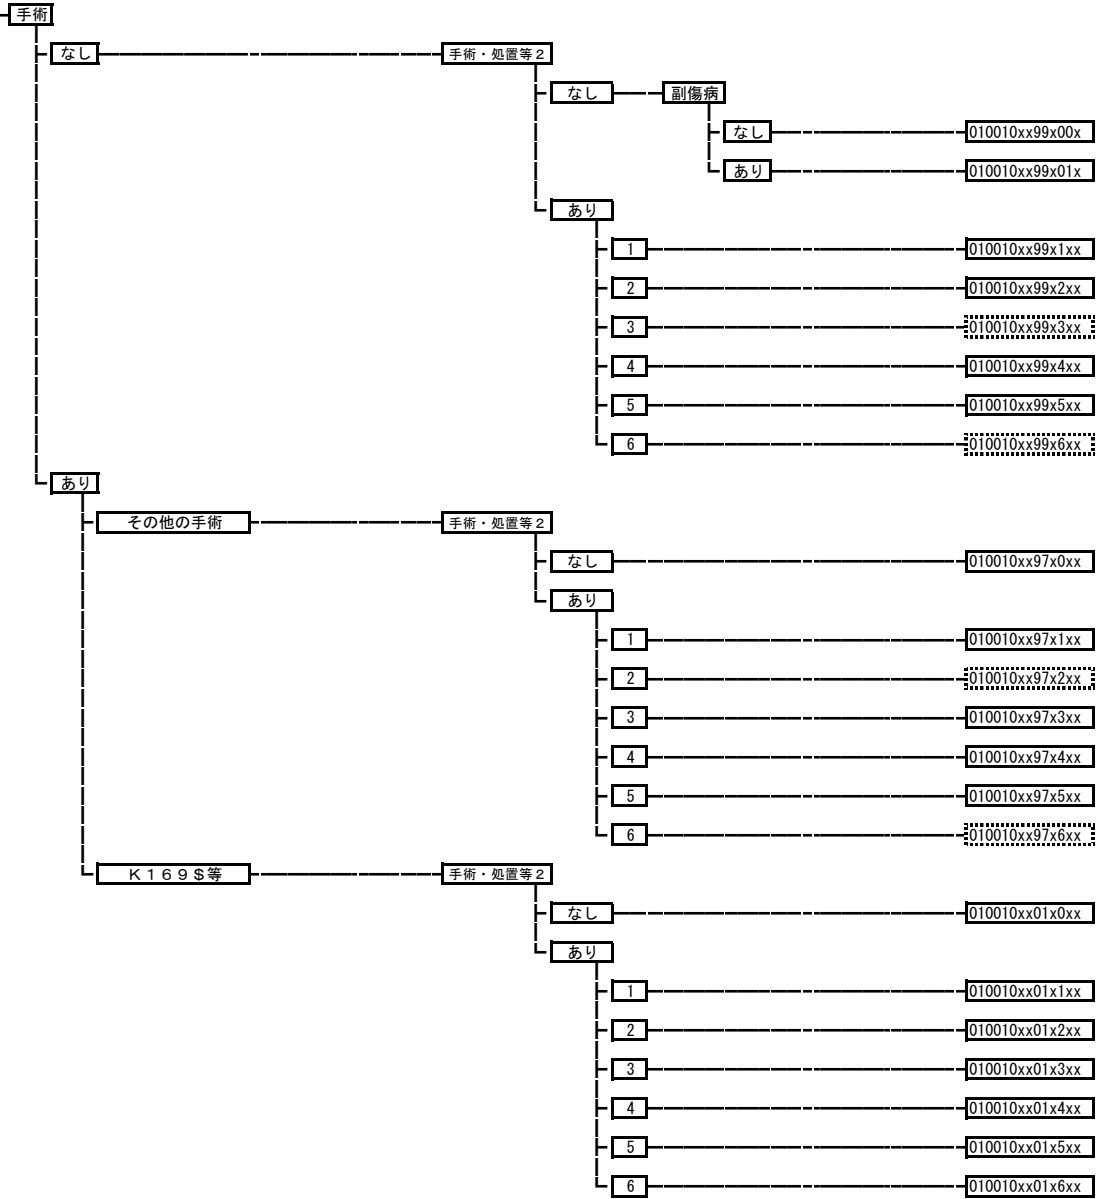 手術
なし 手術・処置等２
なし 副傷病
なし 010010xx99x00x
あり 010010xx99x01x
あり
1 010010xx99x1xx
2 010010xx99x2xx
3 010010xx99x3xx
4 010010xx99x4xx
5 010010xx99x5xx
6 010010xx99x6xx
あり
その他の手術 手術・処置等２
なし 010010xx97x0xx
あり
1 010010xx97x1xx
2 010010xx97x2xx
3 010010xx97x3xx
4 010010xx97x4xx
5 010010xx97x5xx
6 010010xx97x6xx
Ｋ１６９＄等 手術・処置等２
なし 010010xx01x0xx
あり
1 010010xx01x1xx
2 010010xx01x2xx
3 010010xx01x3xx
4 010010xx01x4xx
5 010010xx01x5xx
6 010010xx01x6xx